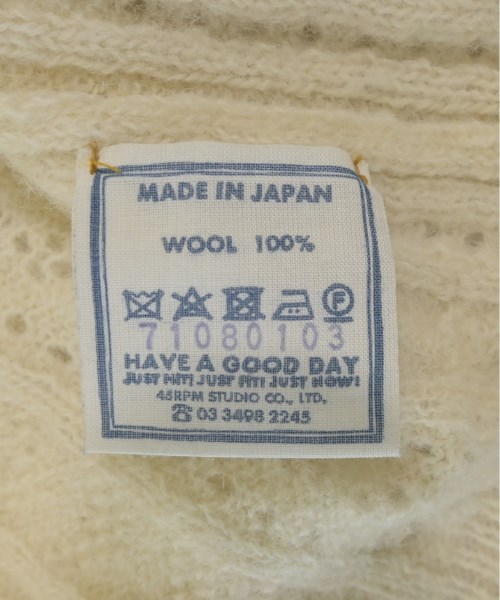 MADE IN JAPAN
WOOL 100%
F
71080103
HAVE A GOOD DAY
JUST HIT! JUST FIT! JUST NOW!
45RPM STUDIO CO., LTD.
☎ 03 3498 2245